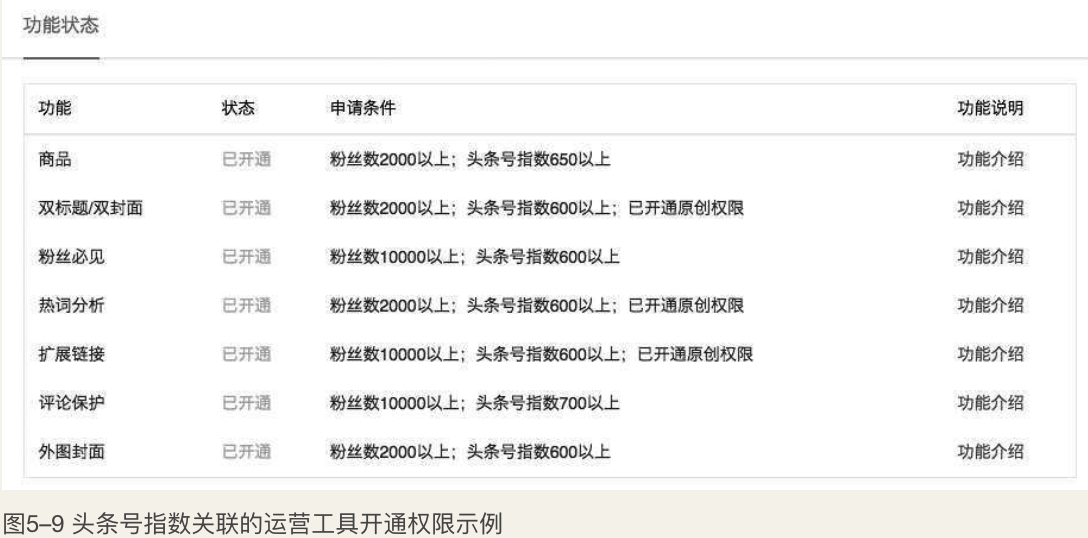 功能状态
功能 状态 申请条件 功能说明
商品 已开通 粉丝数2000以上；头条号指数650以上 功能介绍
双标题/双封面 已开通 粉丝数2000以上；头条号指数600以上；已开通原创权限 功能介绍
粉丝必见 已开通 粉丝数10000以上；头条号指数600以上 功能介绍
热词分析 已开通 粉丝数2000以上；头条号指数600以上；已开通原创权限 功能介绍
扩展链接 已开通 粉丝数10000以上；头条号指数600以上；已开通原创权限 功能介绍
评论保护 已开通 粉丝数10000以上；头条号指数700以上 功能介绍
外图封面 已开通 粉丝数2000以上；头条号指数600以上 功能介绍
图5–9 头条号指数关联的运营工具开通权限示例